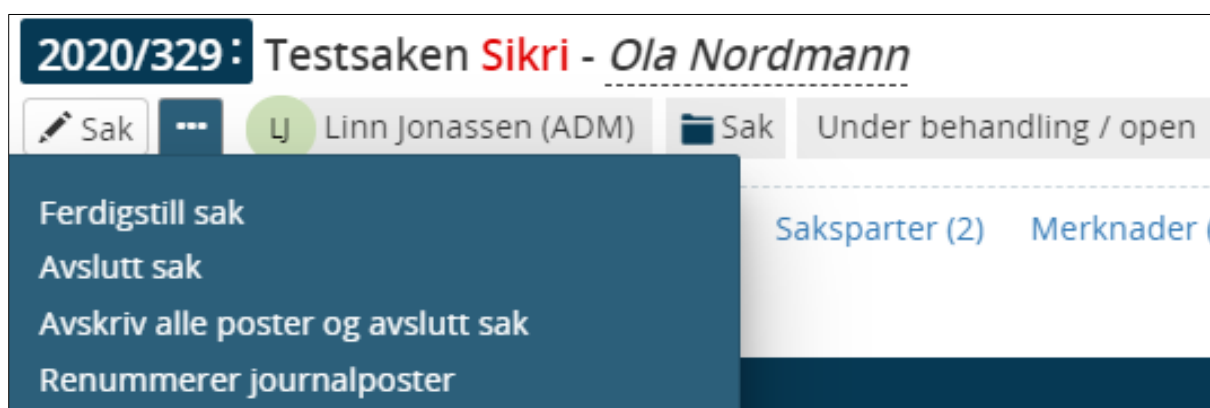 2020/329: Testsaken Sikri - Ola Nordmann
Sak ... LJ Linn Jonassen (ADM) Sak Under behandling / open
Ferdigstill sak
Saksparter (2) Merknader (
Avslutt sak
Avskriv alle poster og avslutt sak
Renummerer journalposter